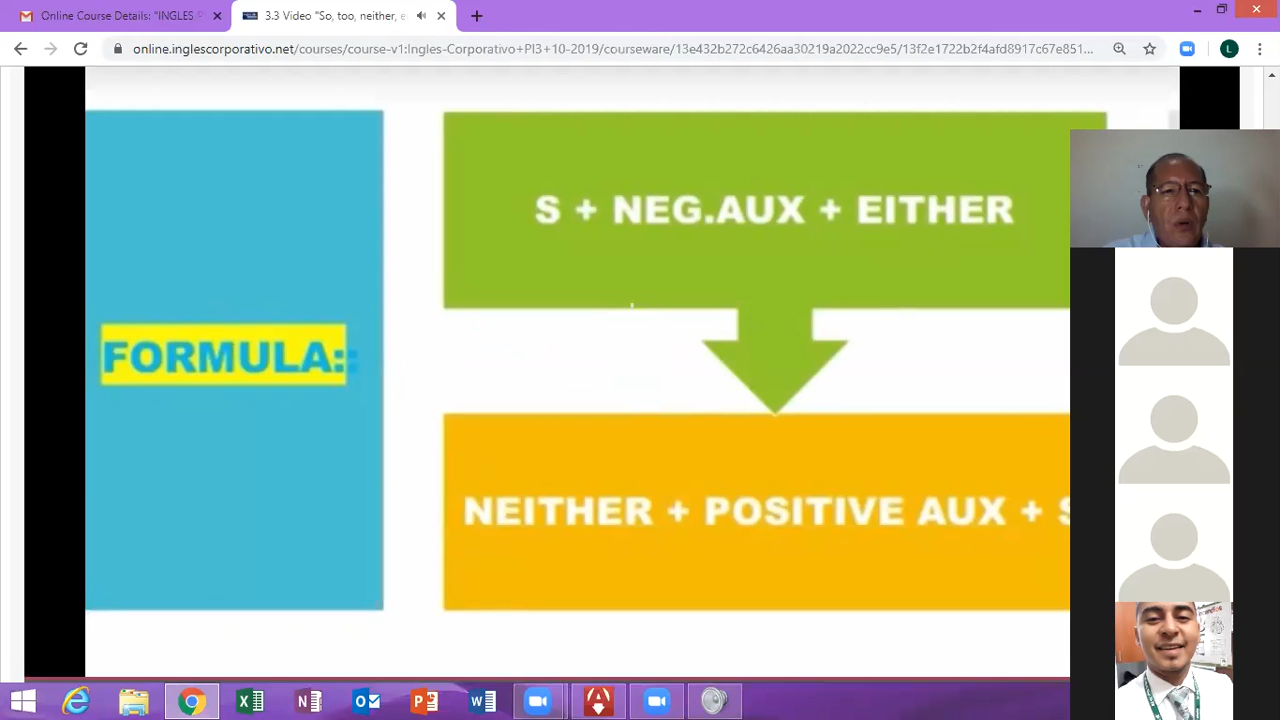 Online Course Details: "INGLES
3.3 Video "So, too, neither, e
online.inglescorporativo.net/courses/course-v1:Ingles-Corporativo+PI3+10-2019/courseware/13e432b272c6426aa30219a2022cc9e5/13f2e1722b2f4afd8917c67e851...
L
S + NEG.AUX + EITHER
FORMULA:
NEITHER + POSITIVE AUX + S